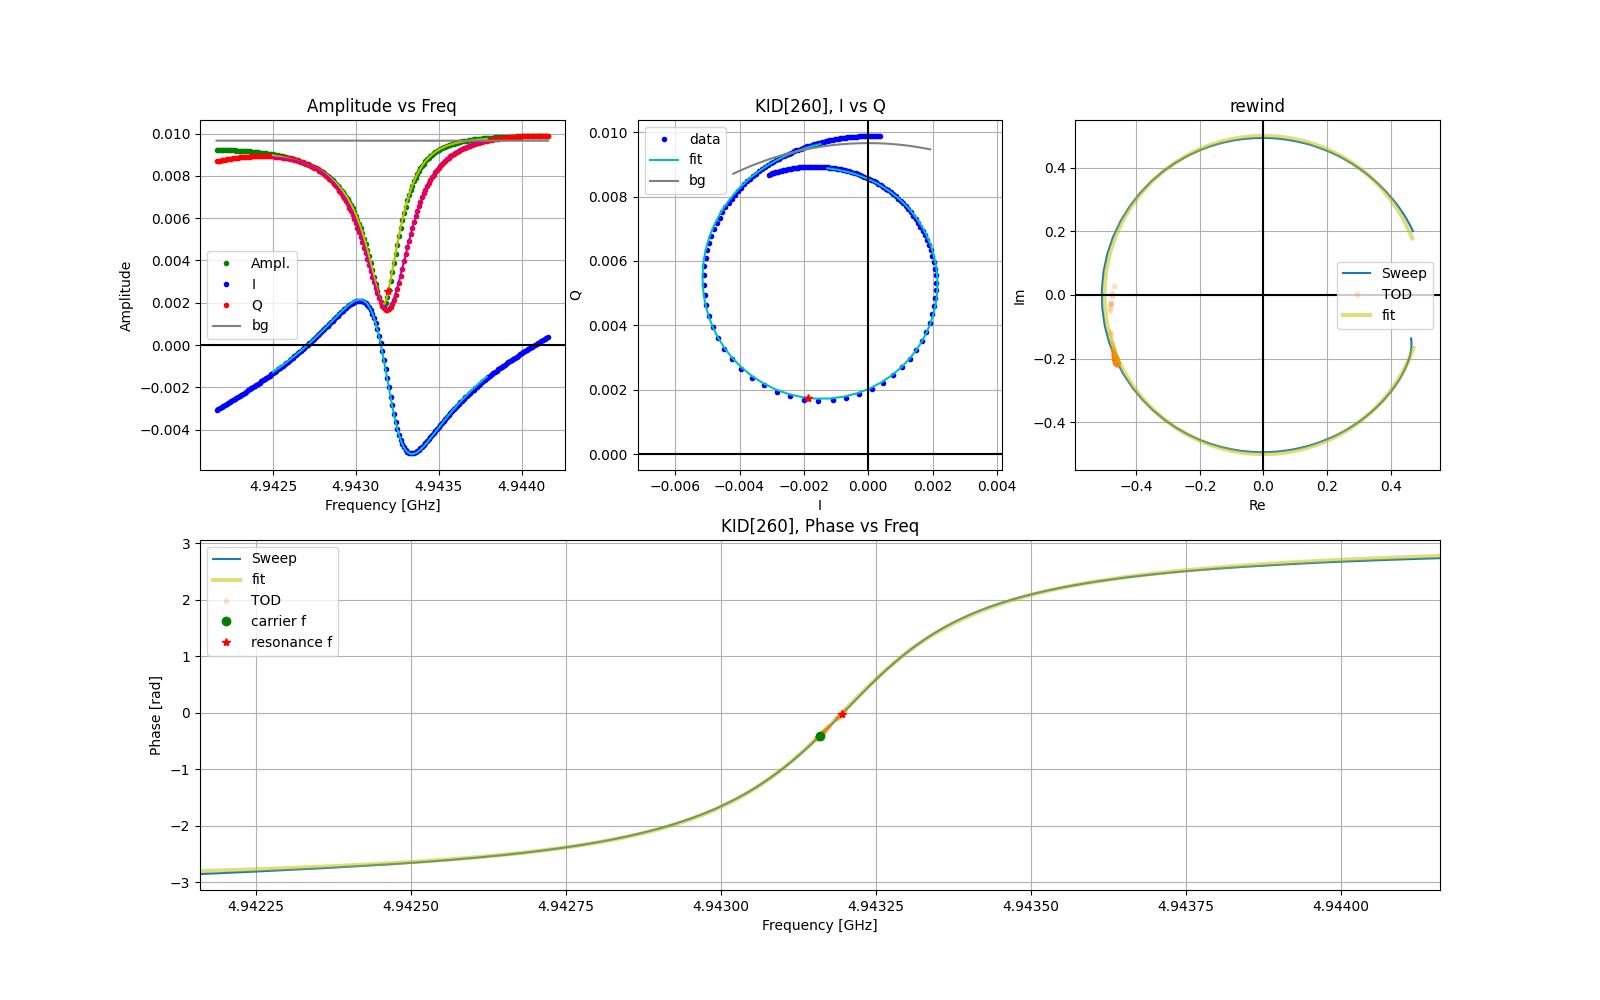 Amplitude vs Freq
0.010
0.008
0.006
0.004
0.002
0.000
−0.002
−0.004
Amplitude
Ampl.
I
Q
bg
4.9425
4.9430
4.9435
4.9440
Frequency [GHz]
KID[260], I vs Q
0.010
0.008
0.006
0.004
0.002
0.000
Q
data
fit
bg
−0.006
−0.004
−0.002
0.000
0.002
0.004
I
rewind
0.4
0.2
0.0
−0.2
−0.4
Im
Sweep
TOD
fit
−0.4
−0.2
0.0
0.2
0.4
Re
KID[260], Phase vs Freq
3
2
1
0
−1
−2
−3
Phase [rad]
Sweep
fit
TOD
carrier f
resonance f
4.94225
4.94250
4.94275
4.94300
4.94325
4.94350
4.94375
4.94400
Frequency [GHz]